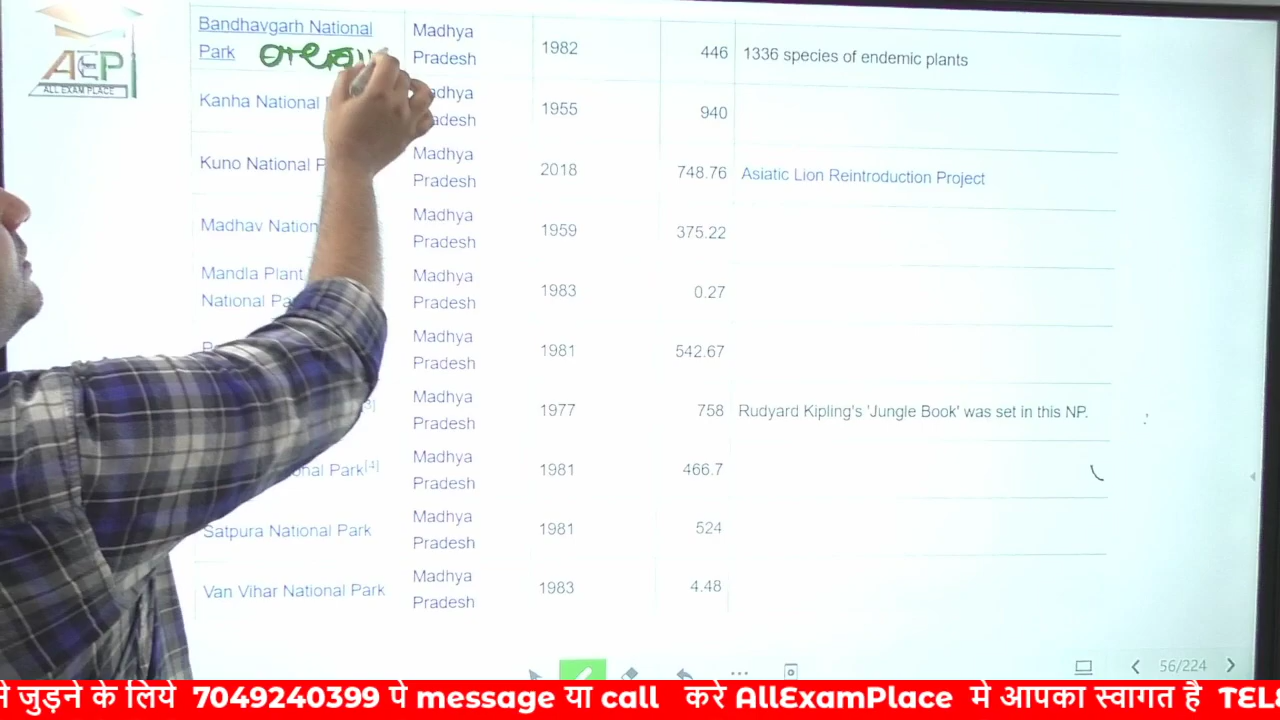 AEP
ALL EXAM PLACE
Bandhavgarh National Park Madhya Pradesh 1982 446 1336 species of endemic plants
Kanha National Madhya Pradesh 1955 940
Kuno National Madhya Pradesh 2018 748.76 Asiatic Lion Reintroduction Project
Madhav Madhya Pradesh 1959 375.22
Mandla Plant National Madhya Pradesh 1983 0.27
Madhya Pradesh 1981 542.67
Madhya Pradesh 1977 758 Rudyard Kipling's 'Jungle Book' was set in this NP.
Park[4] Madhya Pradesh 1981 466.7
Satpura National Park Madhya Pradesh 1981 524
Van Vihar National Park Madhya Pradesh 1983 4.48
56/224
से जुड़ने के लिये 7049240399 पे message या call करे AllExamPlace मे आपका स्वागत है